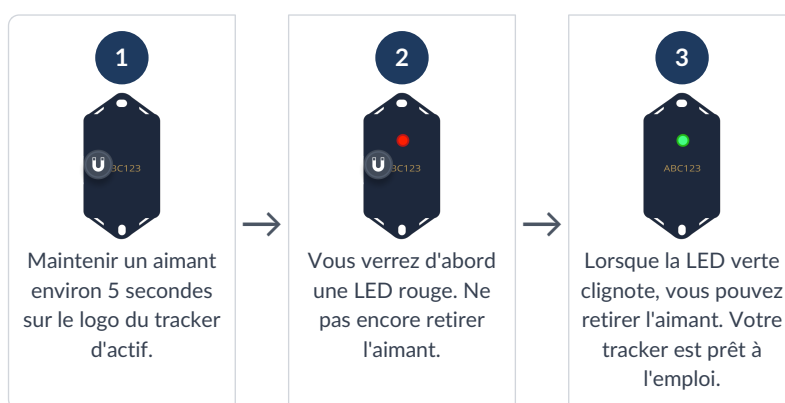 1
Maintenir un aimant
environ 5 secondes
sur le logo du tracker
d'actif.
2
Vous verrez d'abord
une LED rouge. Ne
pas encore retirer
l'aimant.
3
ABC123
Lorsque la LED verte
clignote, vous pouvez
retirer l'aimant. Votre
tracker est prêt à
l'emploi.